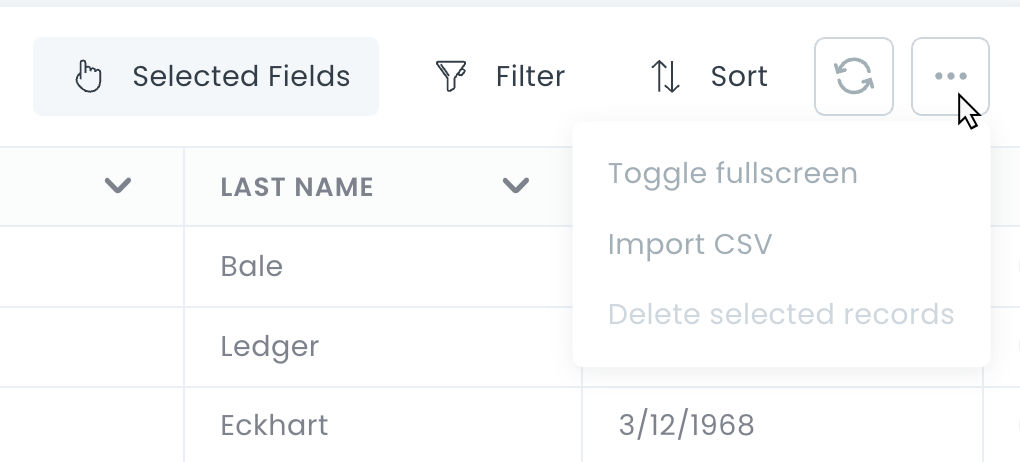 Selected Fields Filter Sort
Toggle fullscreen
LAST NAME
Import CSV
Bale
Delete selected records
Ledger
Eckhart 3/12/1968